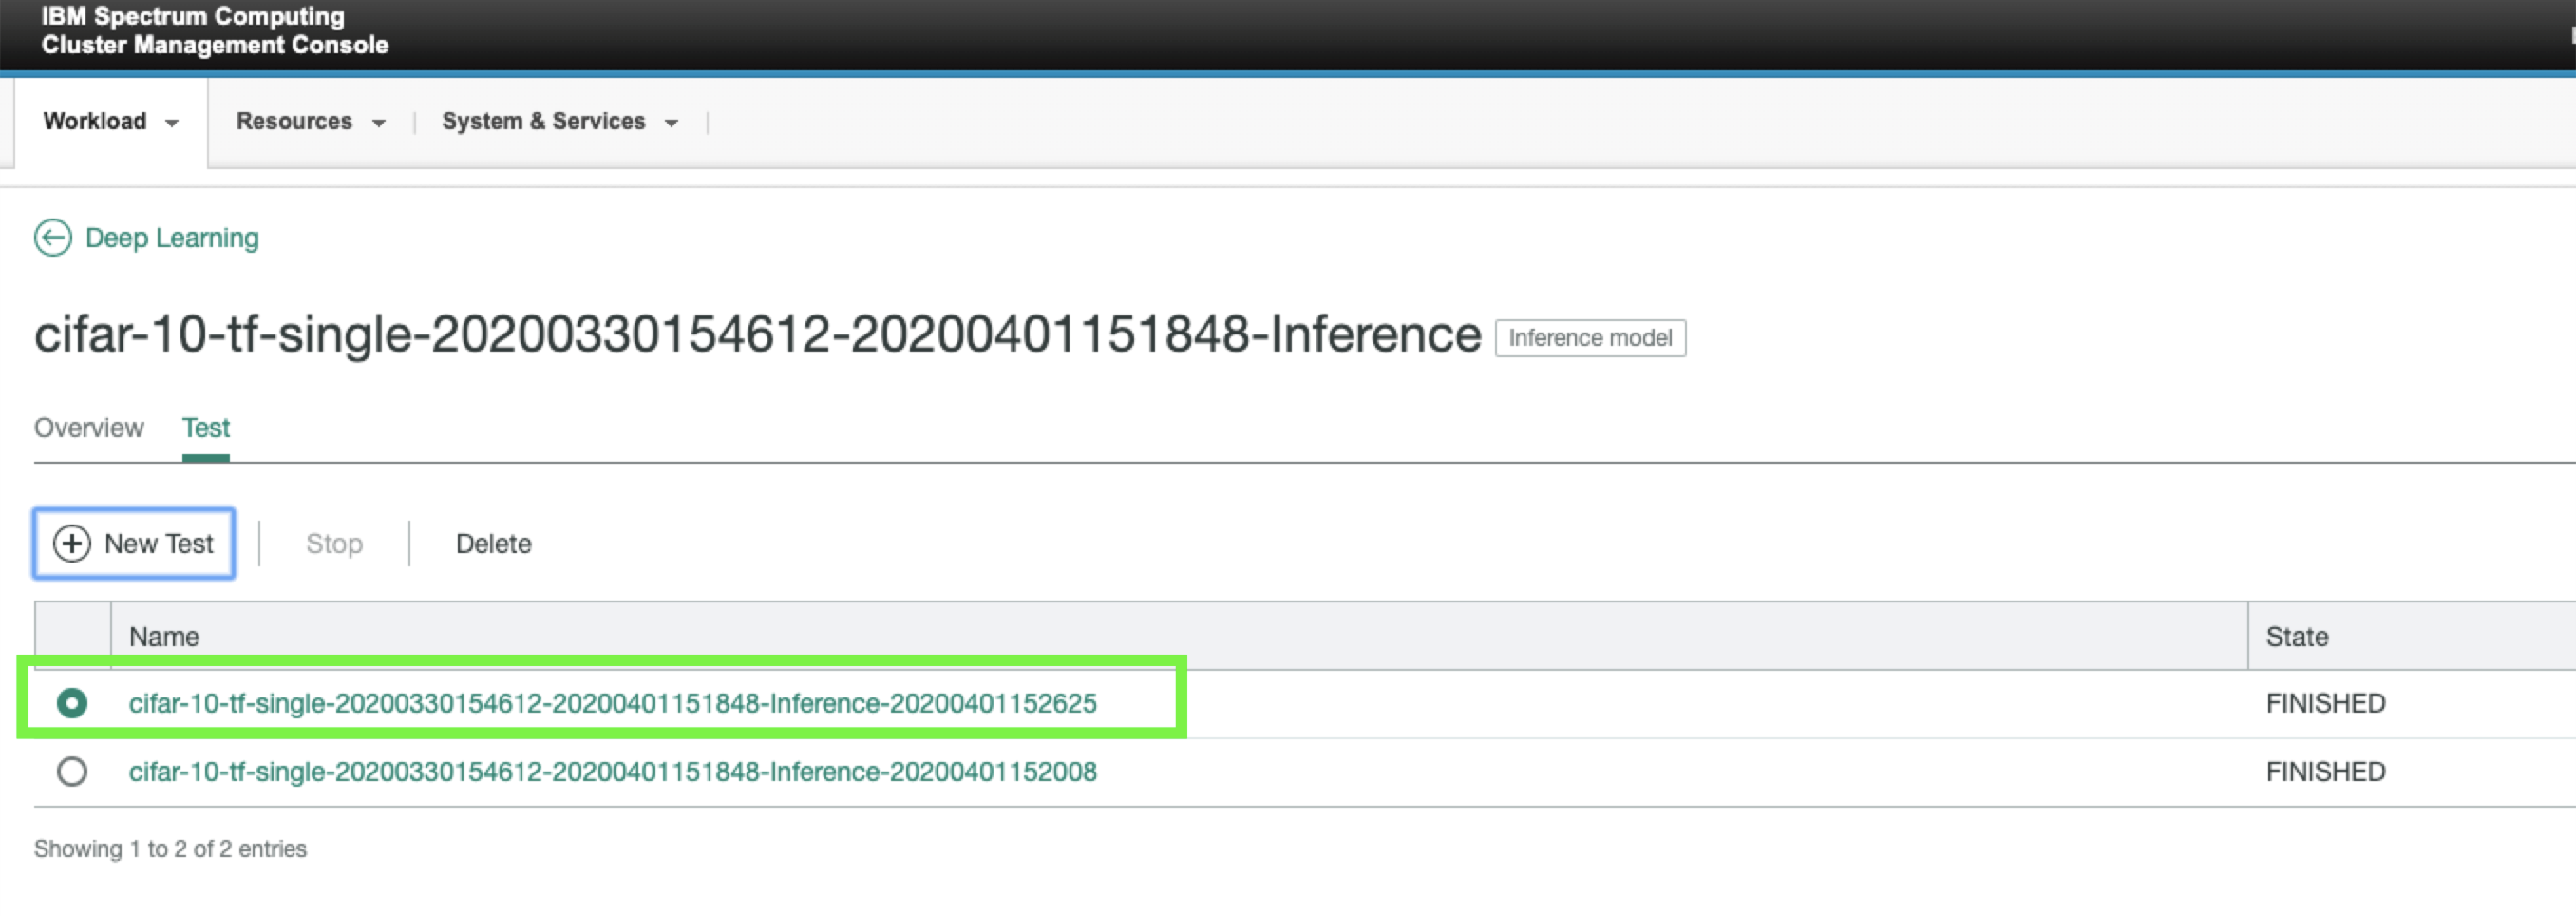 IBM Spectrum Computing
Cluster Management Console
Workload Resources System & Services
Deep Learning
cifar-10-tf-single-20200330154612-20200401151848-Inference Inference model
Overview Test
New Test Stop Delete
Name State
cifar-10-tf-single-20200330154612-20200401151848-Inference-20200401152625 FINISHED
cifar-10-tf-single-20200330154612-20200401151848-Inference-20200401152008 FINISHED
Showing 1 to 2 of 2 entries